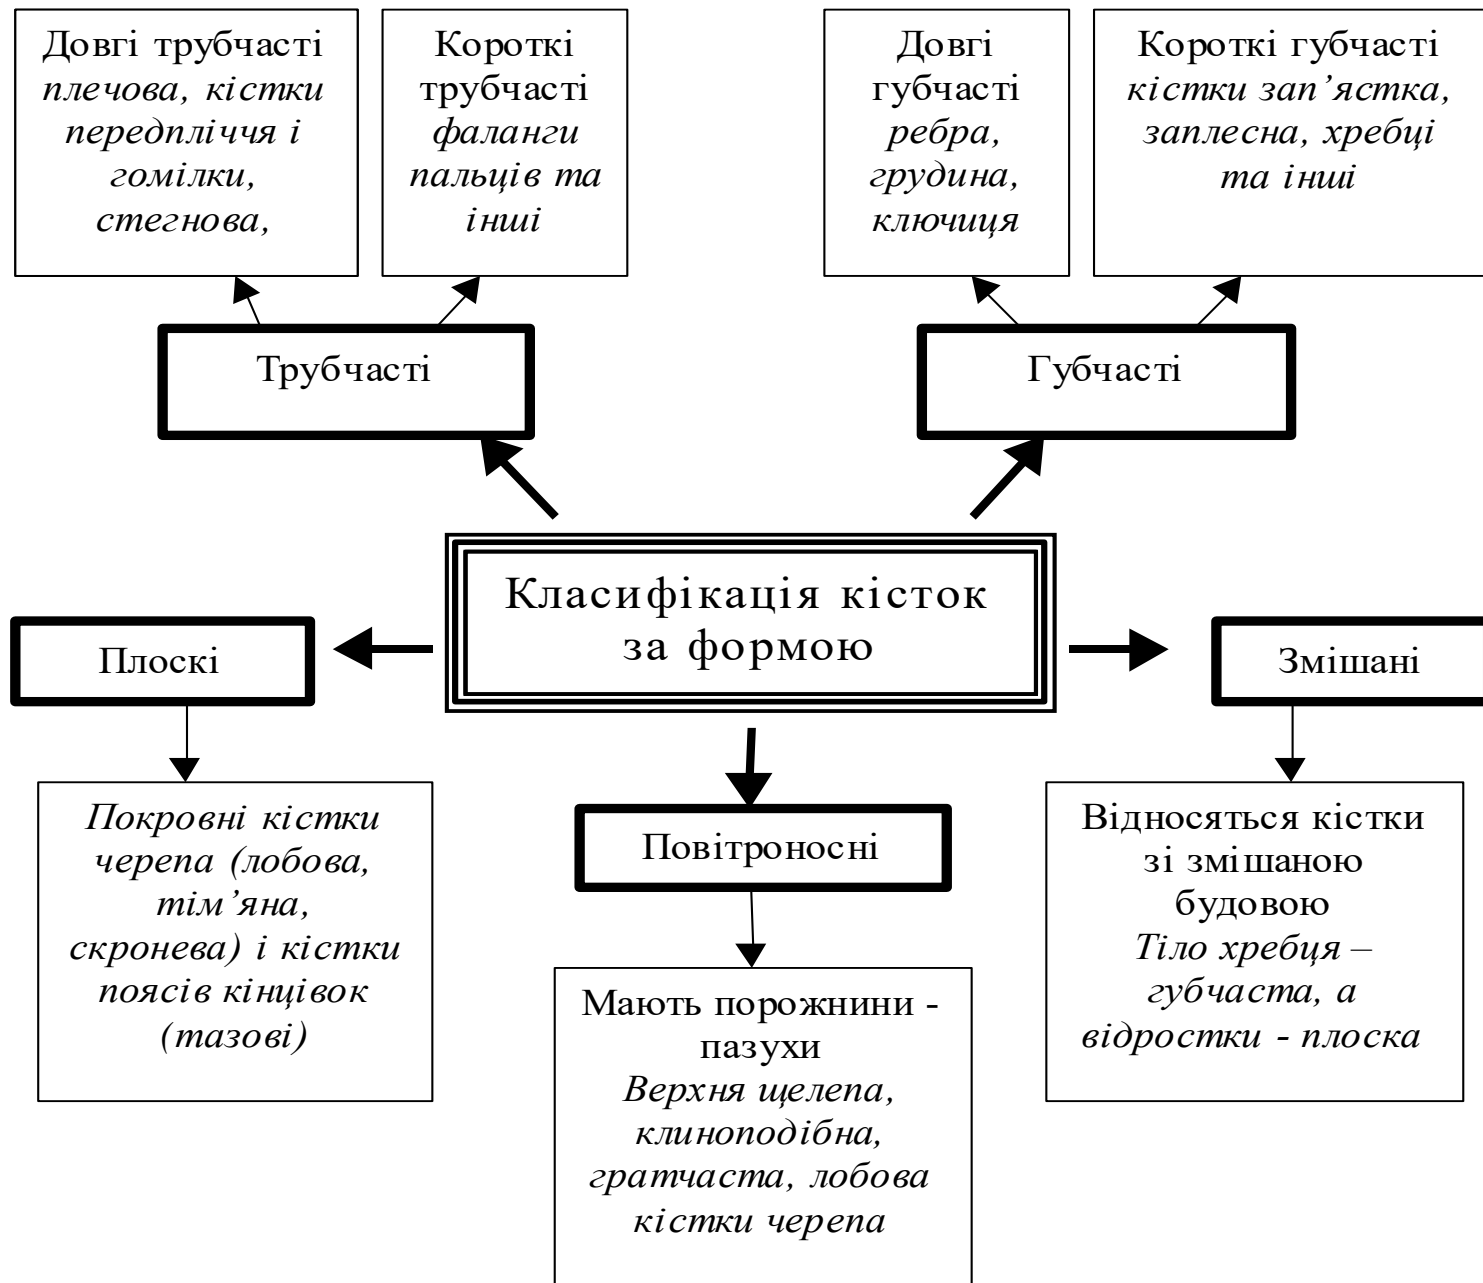 Довгі трубчасті
плечова, кістки
передпліччя і
гомілки,
стегнова,
Короткі
трубчасті
фаланги
пальців та
інші
Довгі
губчасті
ребра,
грудина,
ключиця
Короткі губчасті
кістки зап’ястка,
заплесна, хребці
та інші
Трубчасті
Губчасті
Класифікація кісток
за формою
Плоскі
Змішані
Покровні кістки
черепа (лобова,
тім’яна,
скронева) і кістки
поясів кінцівок
(тазові)
Повітроносні
Мають порожнини -
пазухи
Верхня щелепа,
клиноподібна,
гратчаста, лобова
кістки черепа
Відносяться кістки
зі змішаною
будовою
Тіло хребця –
губчаста, а
відростки - плоска